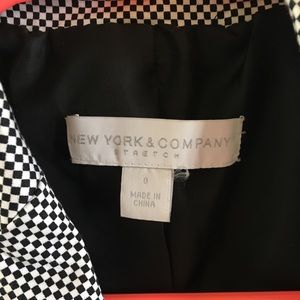 NEW YORK & COMPANY
STRETCH
0
MADE IN
CHINA